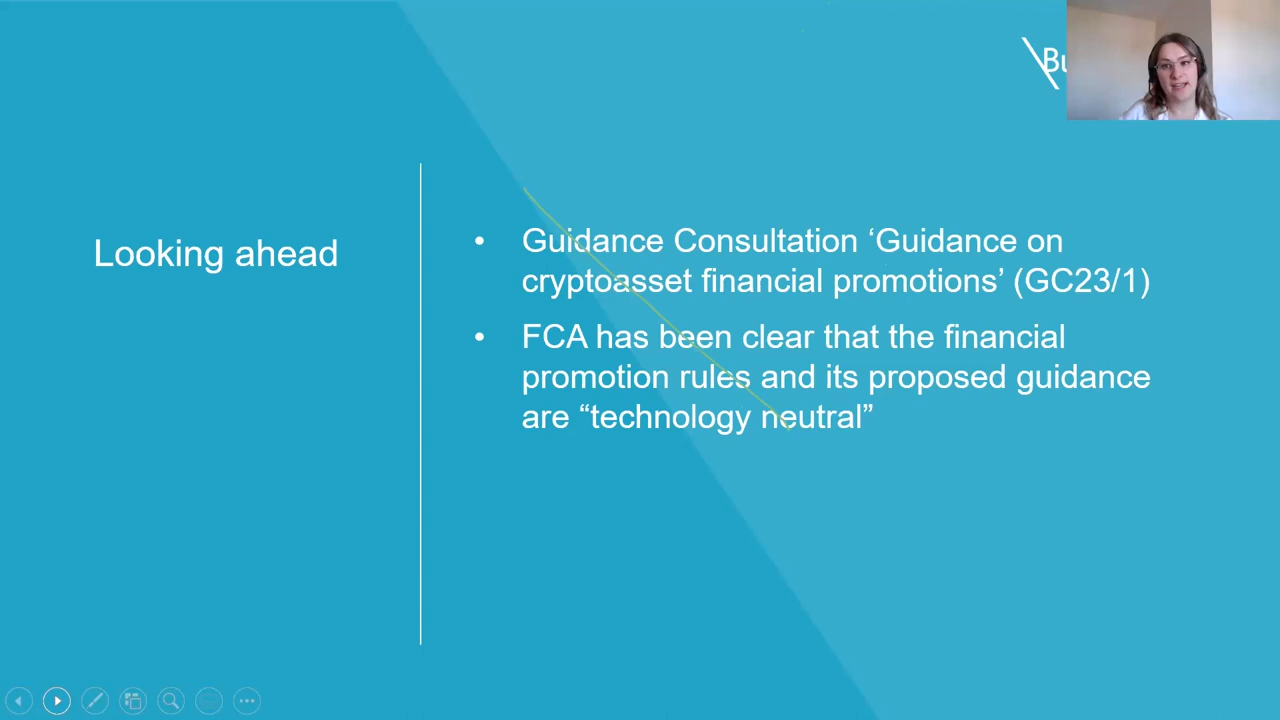 Bu
Looking ahead
• Guidance Consultation ‘Guidance on
cryptoasset financial promotions’ (GC23/1)
• FCA has been clear that the financial
promotion rules and its proposed guidance
are “technology neutral”